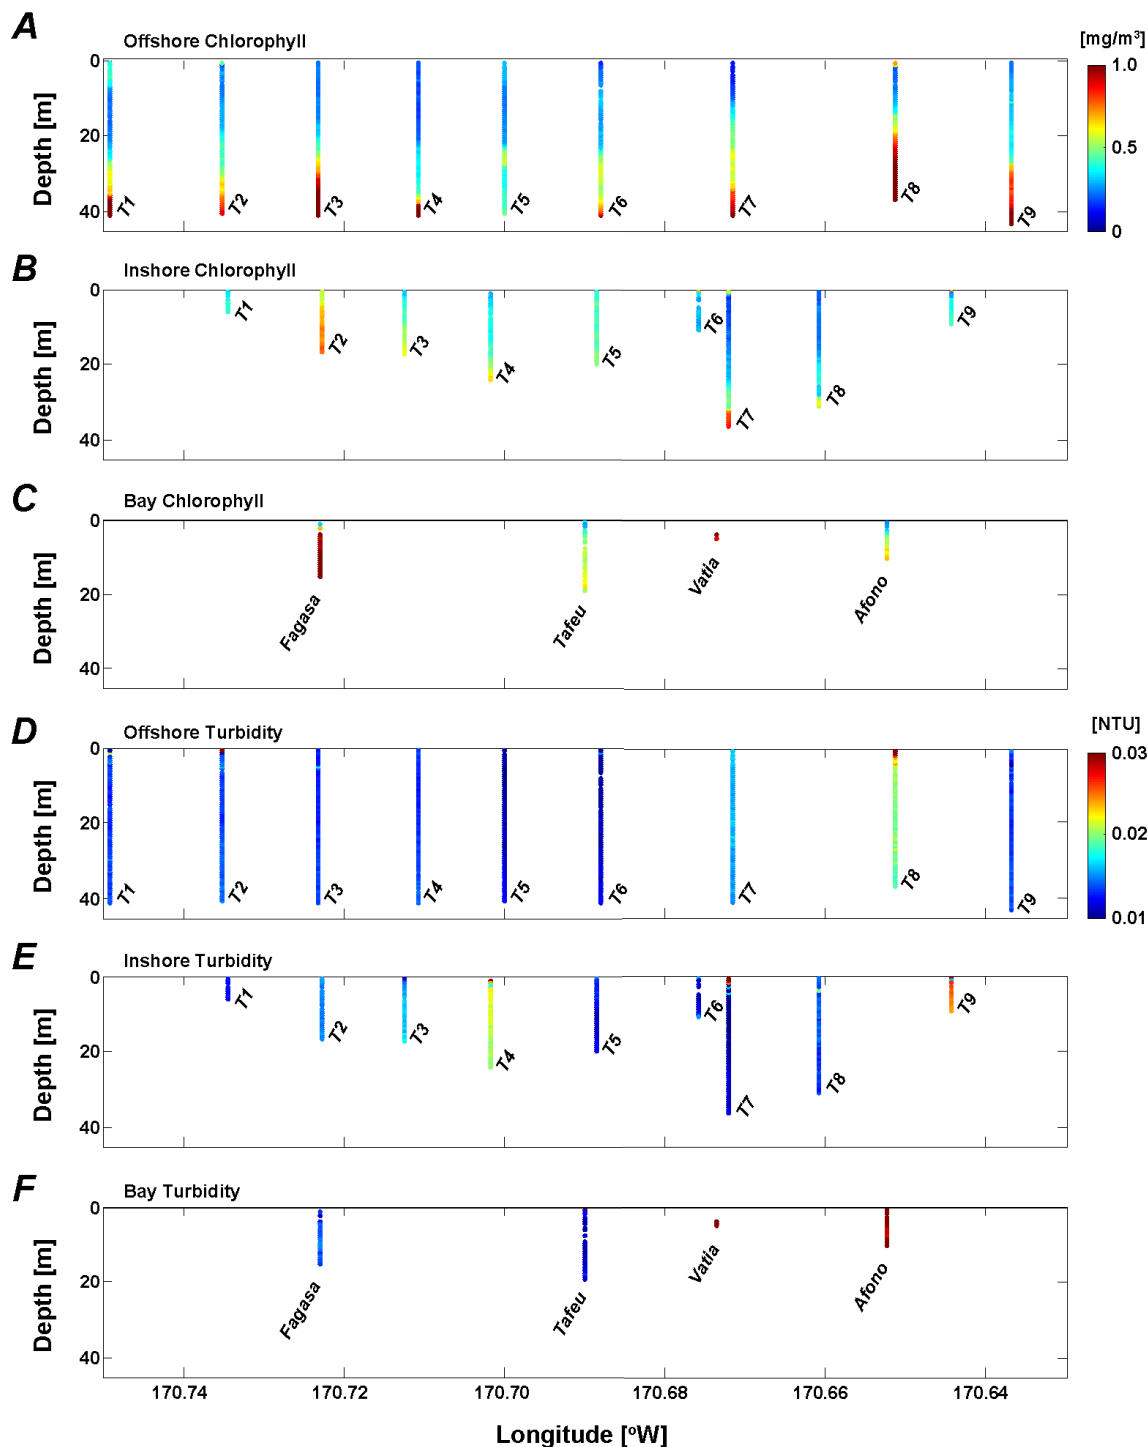 A
Offshore Chlorophyll
[mg/m³]
0
20
40
Depth [m]
T1
T2
T3
T4
T5
T6
T7
T8
T9
1.0
0.5
0
B
Inshore Chlorophyll
0
20
40
Depth [m]
T1
T2
T3
T4
T5
T6
T7
T8
T9
C
Bay Chlorophyll
0
20
40
Depth [m]
Fagasa
Tafeu
Vatia
Afono
D
Offshore Turbidity
[NTU]
0
20
40
Depth [m]
T1
T2
T3
T4
T5
T6
T7
T8
T9
0.03
0.02
0.01
E
Inshore Turbidity
0
20
40
Depth [m]
T1
T2
T3
T4
T5
T6
T7
T8
T9
F
Bay Turbidity
0
20
40
Depth [m]
Fagasa
Tafeu
Vatia
Afono
170.74 170.72 170.70 170.68 170.66 170.64
Longitude [ºW]